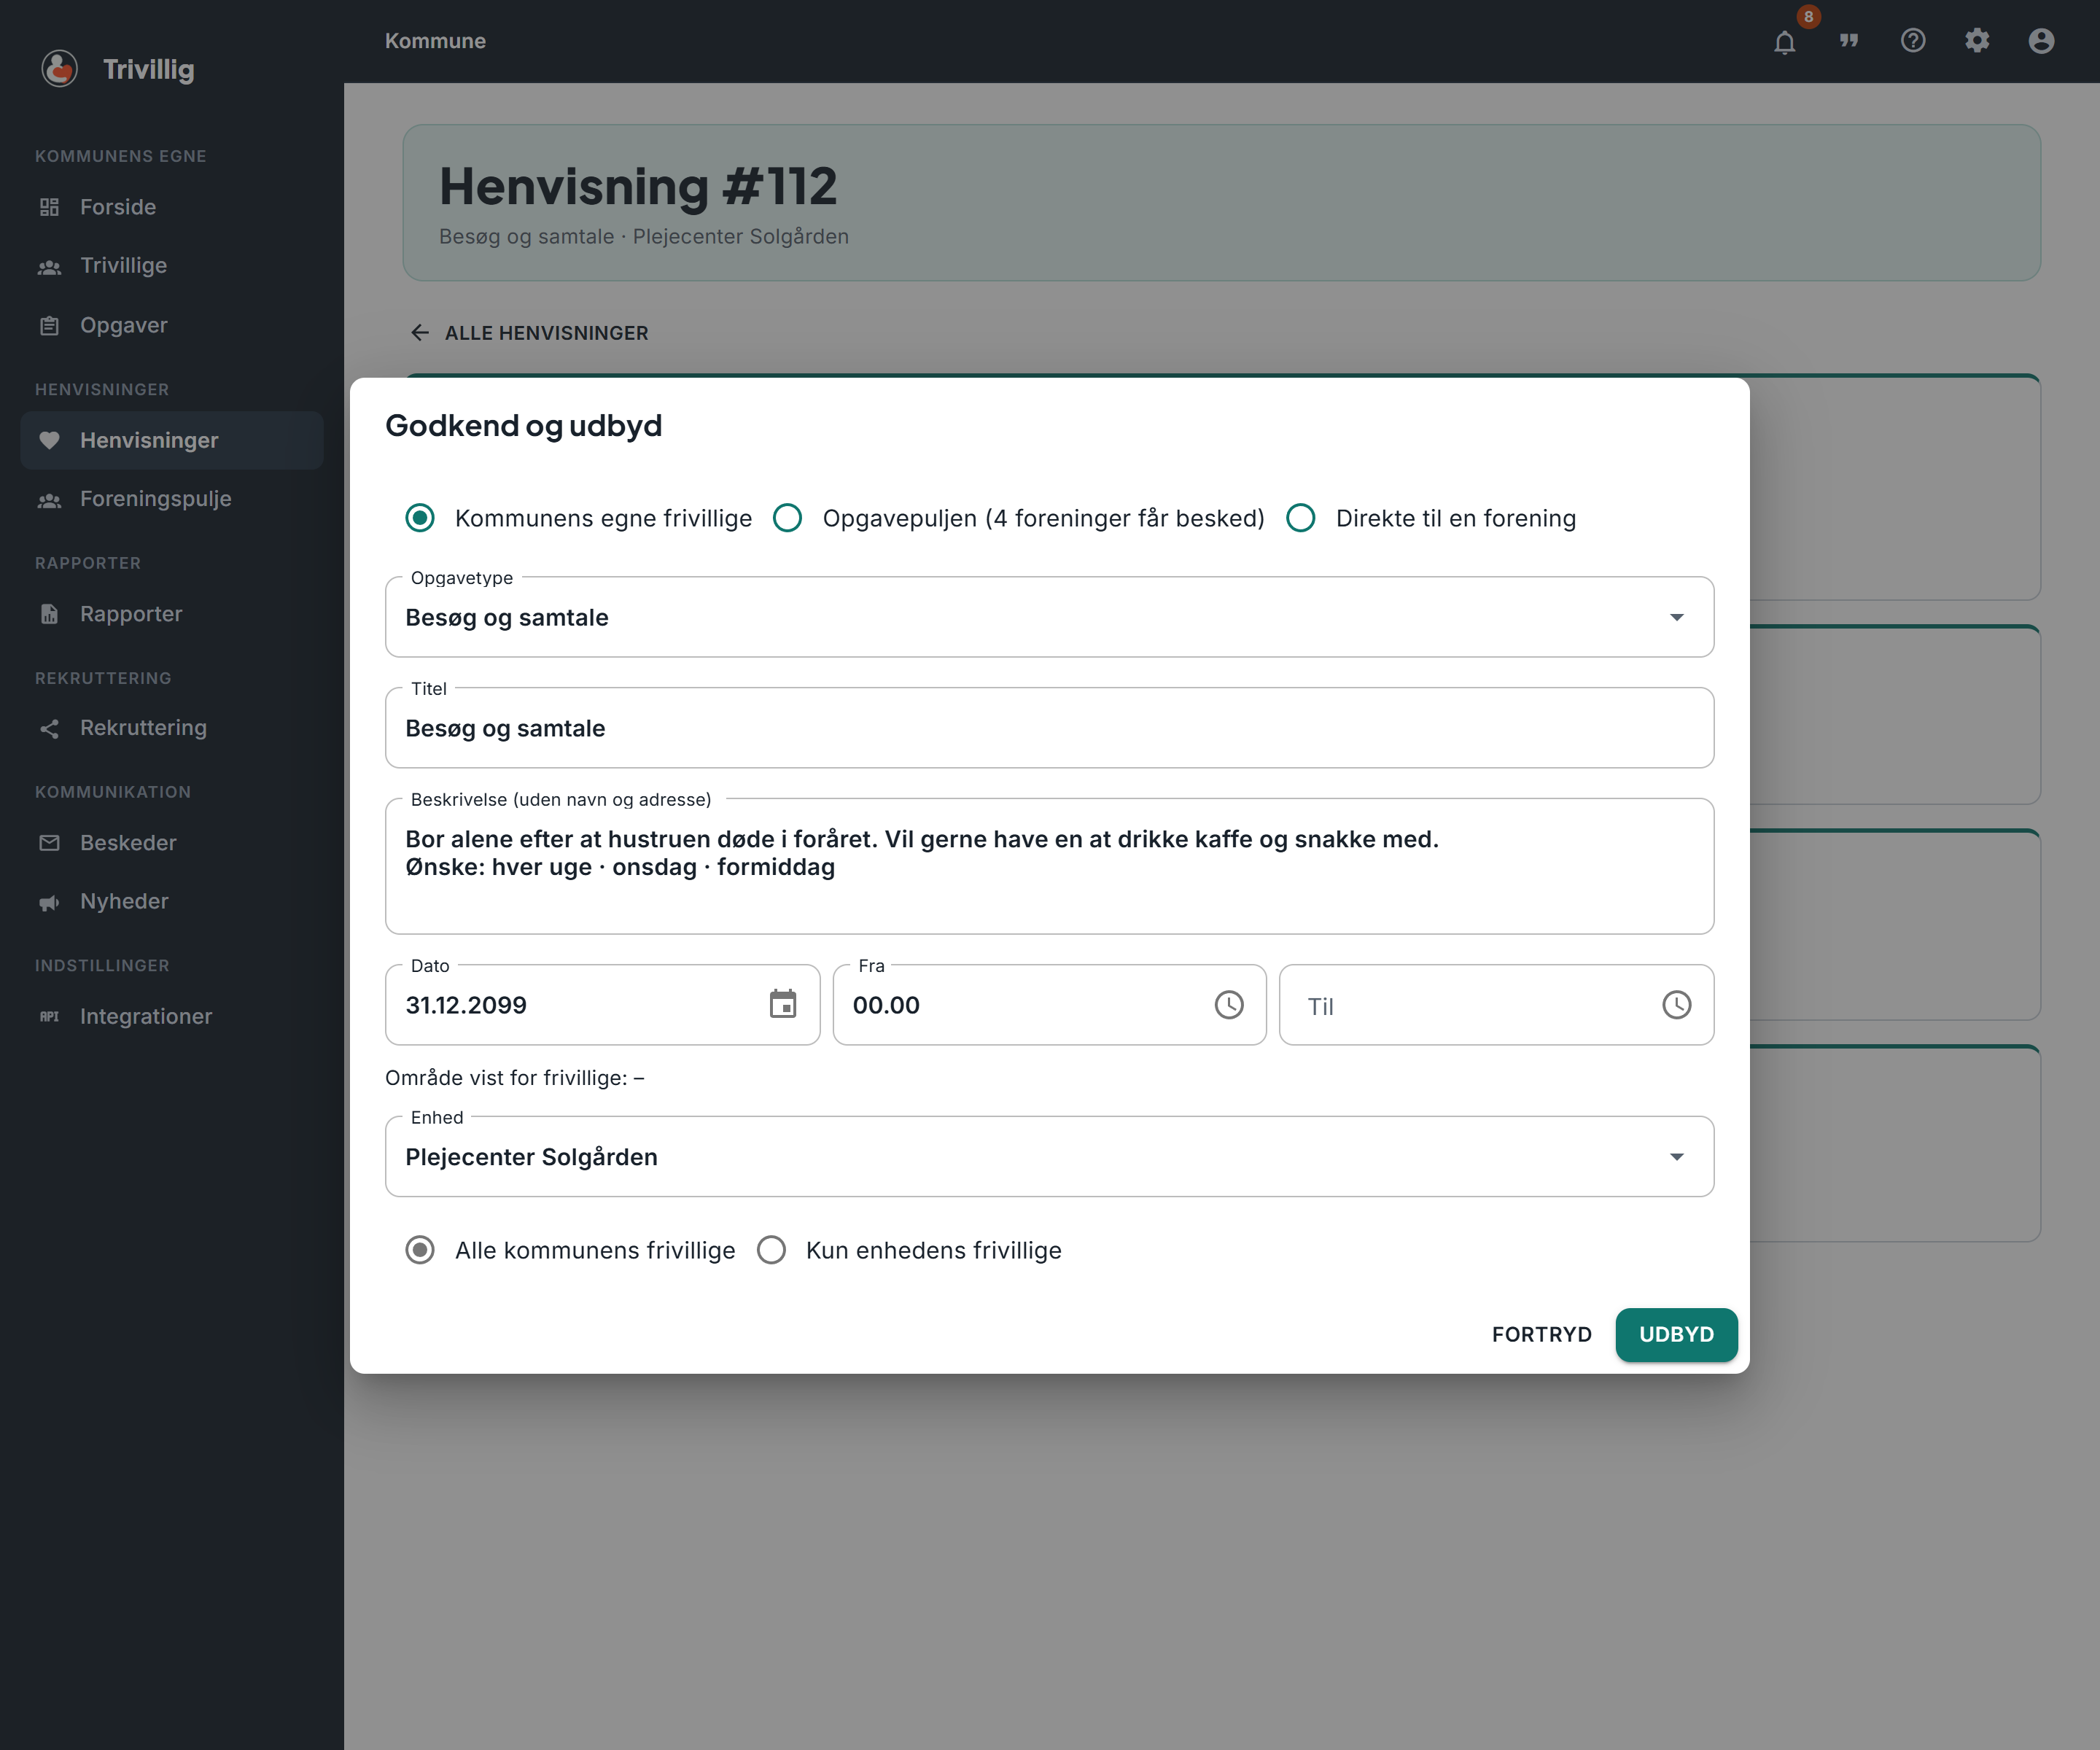 Trivillig
Kommune
8
KOMMUNENS EGNE
Forside
Trivillige
Opgaver
HENVISNINGER
Henvisninger
Foreningspulje
RAPPORTER
Rapporter
REKRUTTERING
Rekruttering
KOMMUNIKATION
Beskeder
Nyheder
INDSTILLINGER
API Integrationer
Henvisning #112
Besøg og samtale · Plejecenter Solgården
ALLE HENVISNINGER
Godkend og udbyd
Kommunens egne frivillige Opgavepuljen (4 foreninger får besked) Direkte til en forening
Opgavetype
Besøg og samtale
Titel
Besøg og samtale
Beskrivelse (uden navn og adresse)
Bor alene efter at hustruen døde i foråret. Vil gerne have en at drikke kaffe og snakke med.
Ønske: hver uge · onsdag · formiddag
Dato
31.12.2099
Fra
00.00
Til
Område vist for frivillige: –
Enhed
Plejecenter Solgården
Alle kommunens frivillige Kun enhedens frivillige
FORTRYD UDBYD